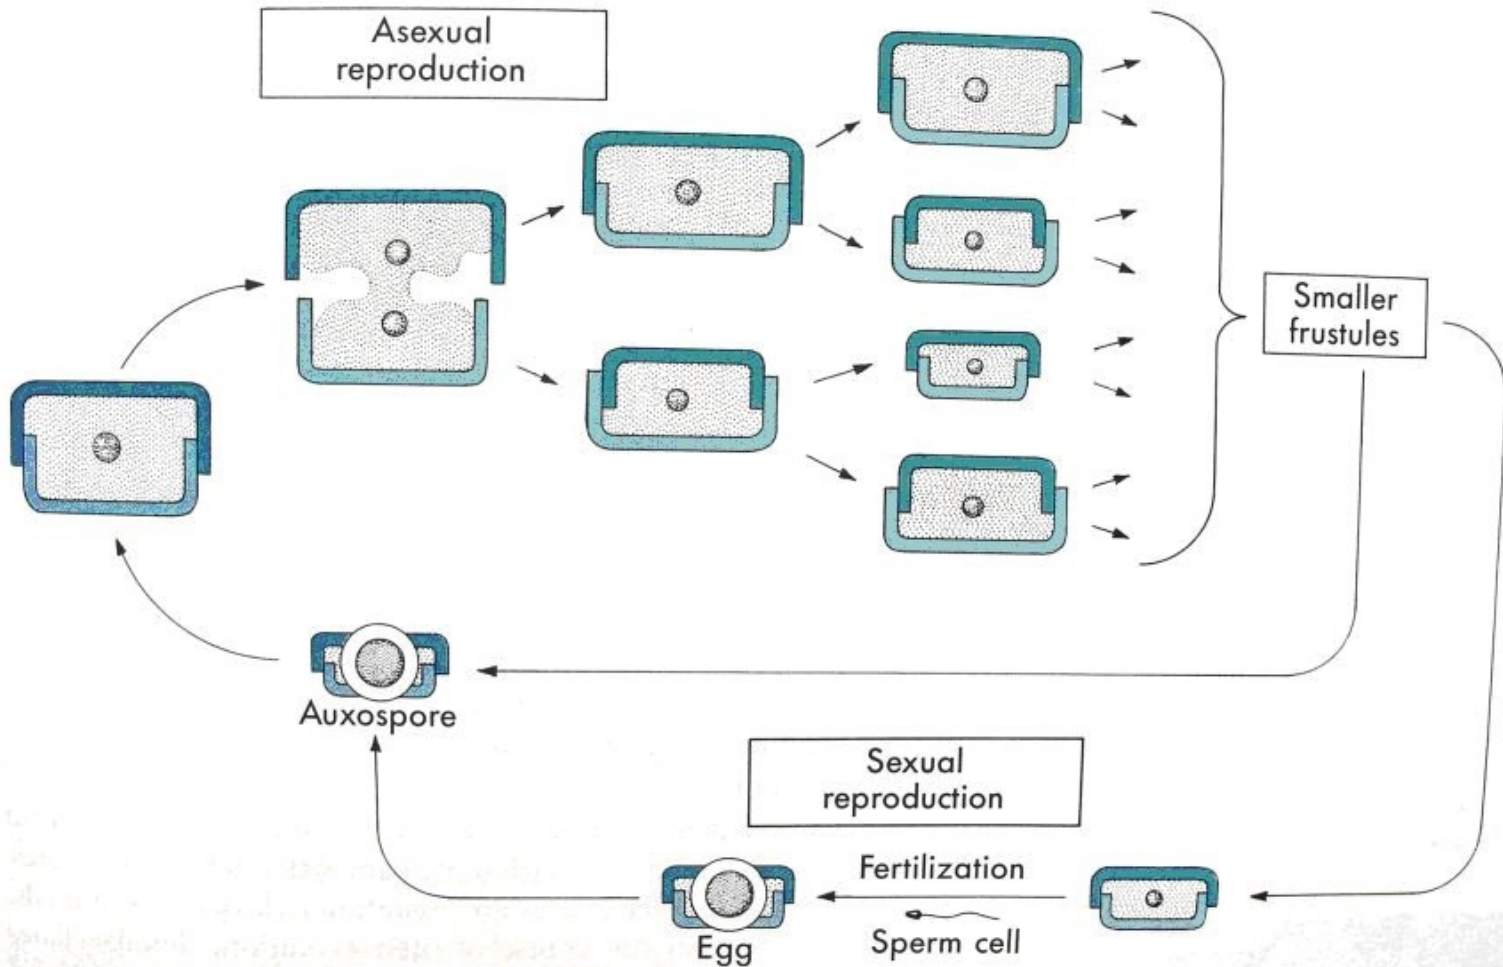 Asexual
reproduction
Smaller
frustules
Auxospore
Sexual
reproduction
Fertilization
Sperm cell
Egg